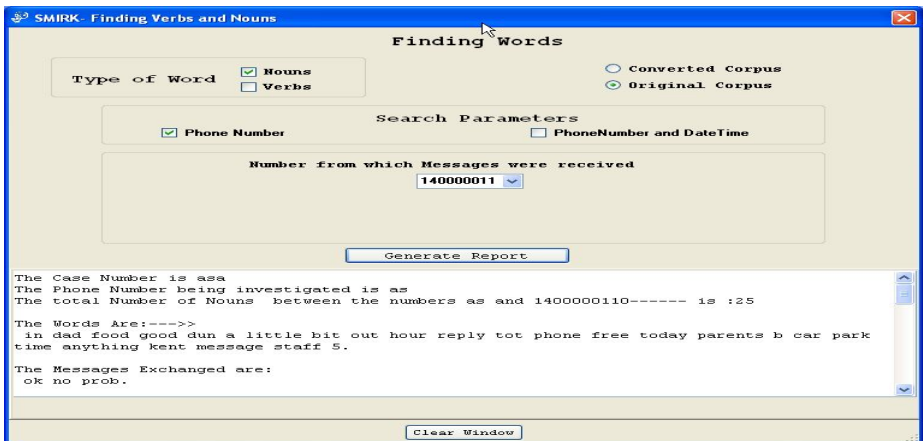 SMIRK- Finding Verbs and Nouns
Finding Words
Type of Word
Nouns
Verbs
Converted Corpus
Original Corpus
Search Parameters
Phone Number
PhoneNumber and DateTime
Number from which Messages were received
140000011
Generate Report
The Case Number is asa
The Phone Number being investigated is as
The total Number of Nouns  between the numbers as and 1400000110------ is :25
The Words Are:--->>
in dad food good dun a little bit out hour reply tot phone free today parents b car park
time anything kent message staff 5.
The Messages Exchanged are:
ok no prob.
Clear Window